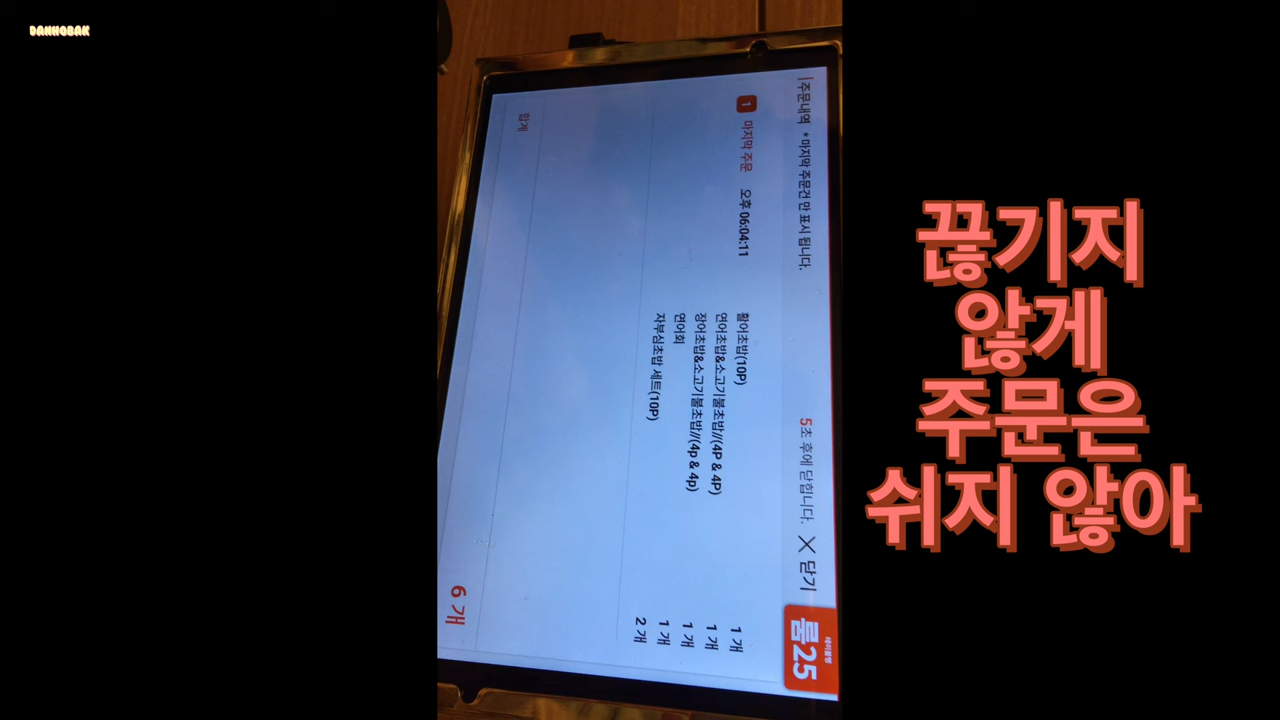 DANHOBAK
주문내역 * 마지막 주문건 만 표시 됩니다.
5초 후에 닫힙니다. X 닫기
테이블명
룸25
1 마지막 주문 오후 06:04:11
활어초밥(10P) 1 개
연어초밥&소고기불초밥//(4P & 4P) 1 개
장어초밥&소고기불초밥//(4p & 4p) 1 개
연어회 1 개
자부심초밥 세트(10P) 2 개
합계 6 개
끊기지
않게
주문은
쉬지 않아